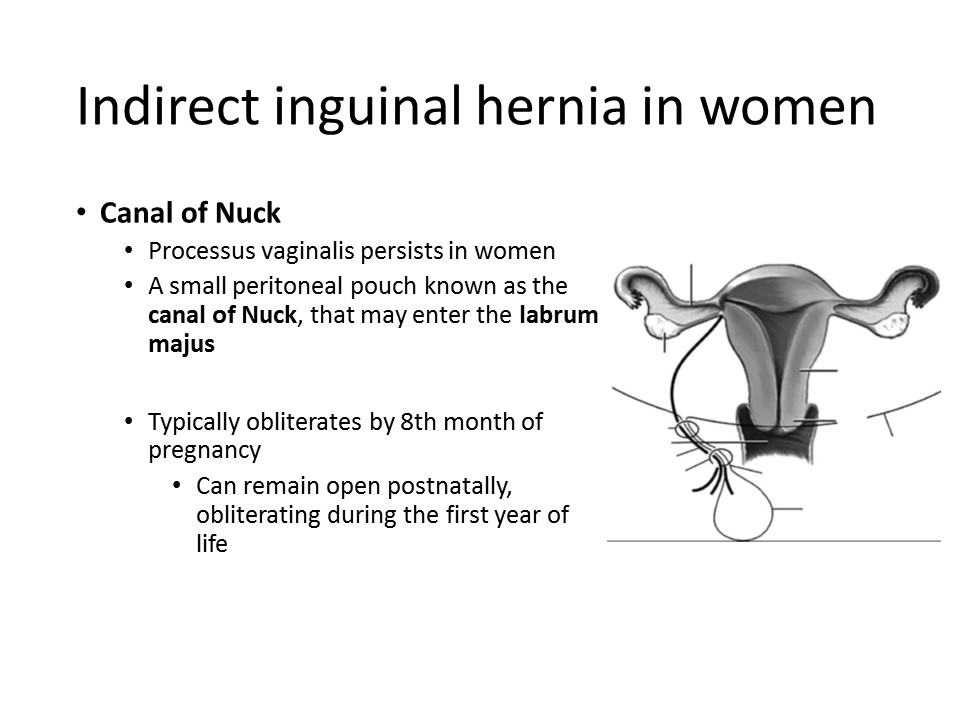 Indirect inguinal hernia in women
• Canal of Nuck
• Processus vaginalis persists in women
• A small peritoneal pouch known as the
canal of Nuck, that may enter the labrum
majus
• Typically obliterates by 8th month of
pregnancy
• Can remain open postnatally,
obliterating during the first year of
life